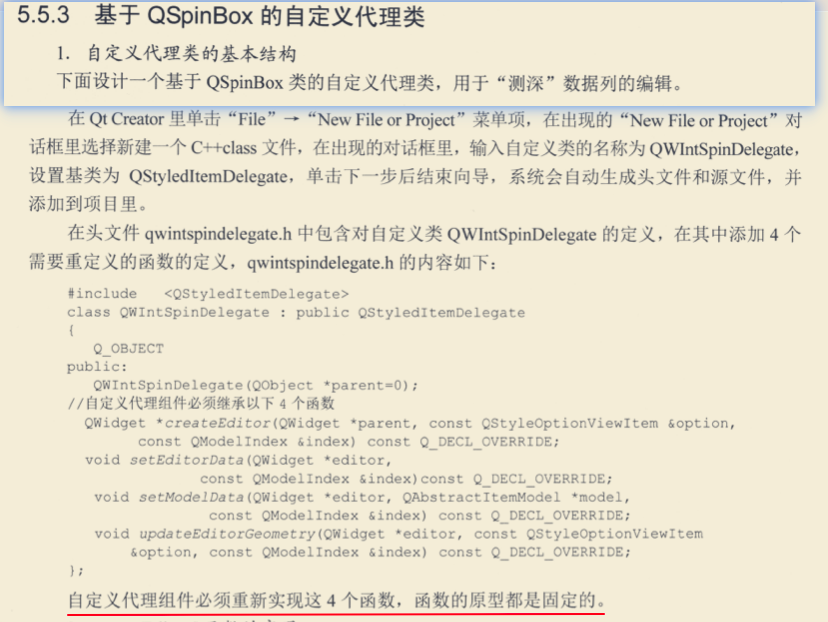 5.5.3 基于 QSpinBox 的自定义代理类
1. 自定义代理类的基本结构
下面设计一个基于 QSpinBox 类的自定义代理类，用于“测深”数据列的编辑。
在 Qt Creator 里单击“File”→“New File or Project”菜单项，在出现的“New File or Project”对
话框里选择新建一个 C++class 文件，在出现的对话框里，输入自定义类的名称为 QWIntSpinDelegate，
设置基类为 QStyledItemDelegate，单击下一步后结束向导，系统会自动生成头文件和源文件，并
添加到项目里。
在头文件 qwintspindelegate.h 中包含对自定义类 QWIntSpinDelegate 的定义，在其中添加 4 个
需要重定义的函数的定义，qwintspindelegate.h 的内容如下：
#include <QStyledItemDelegate>
class QWIntSpinDelegate : public QStyledItemDelegate
{
Q_OBJECT
public:
QWIntSpinDelegate(QObject *parent=0);
//自定义代理组件必须继承以下 4 个函数
QWidget *createEditor(QWidget *parent, const QStyleOptionViewItem &option,
const QModelIndex &index) const Q_DECL_OVERRIDE;
void setEditorData(QWidget *editor,
const QModelIndex &index)const Q_DECL_OVERRIDE;
void setModelData(QWidget *editor, QAbstractItemModel *model,
const QModelIndex &index) const Q_DECL_OVERRIDE;
void updateEditorGeometry(QWidget *editor, const QStyleOptionViewItem
&option, const QModelIndex &index) const Q_DECL_OVERRIDE;
};
自定义代理组件必须重新实现这 4 个函数，函数的原型都是固定的。